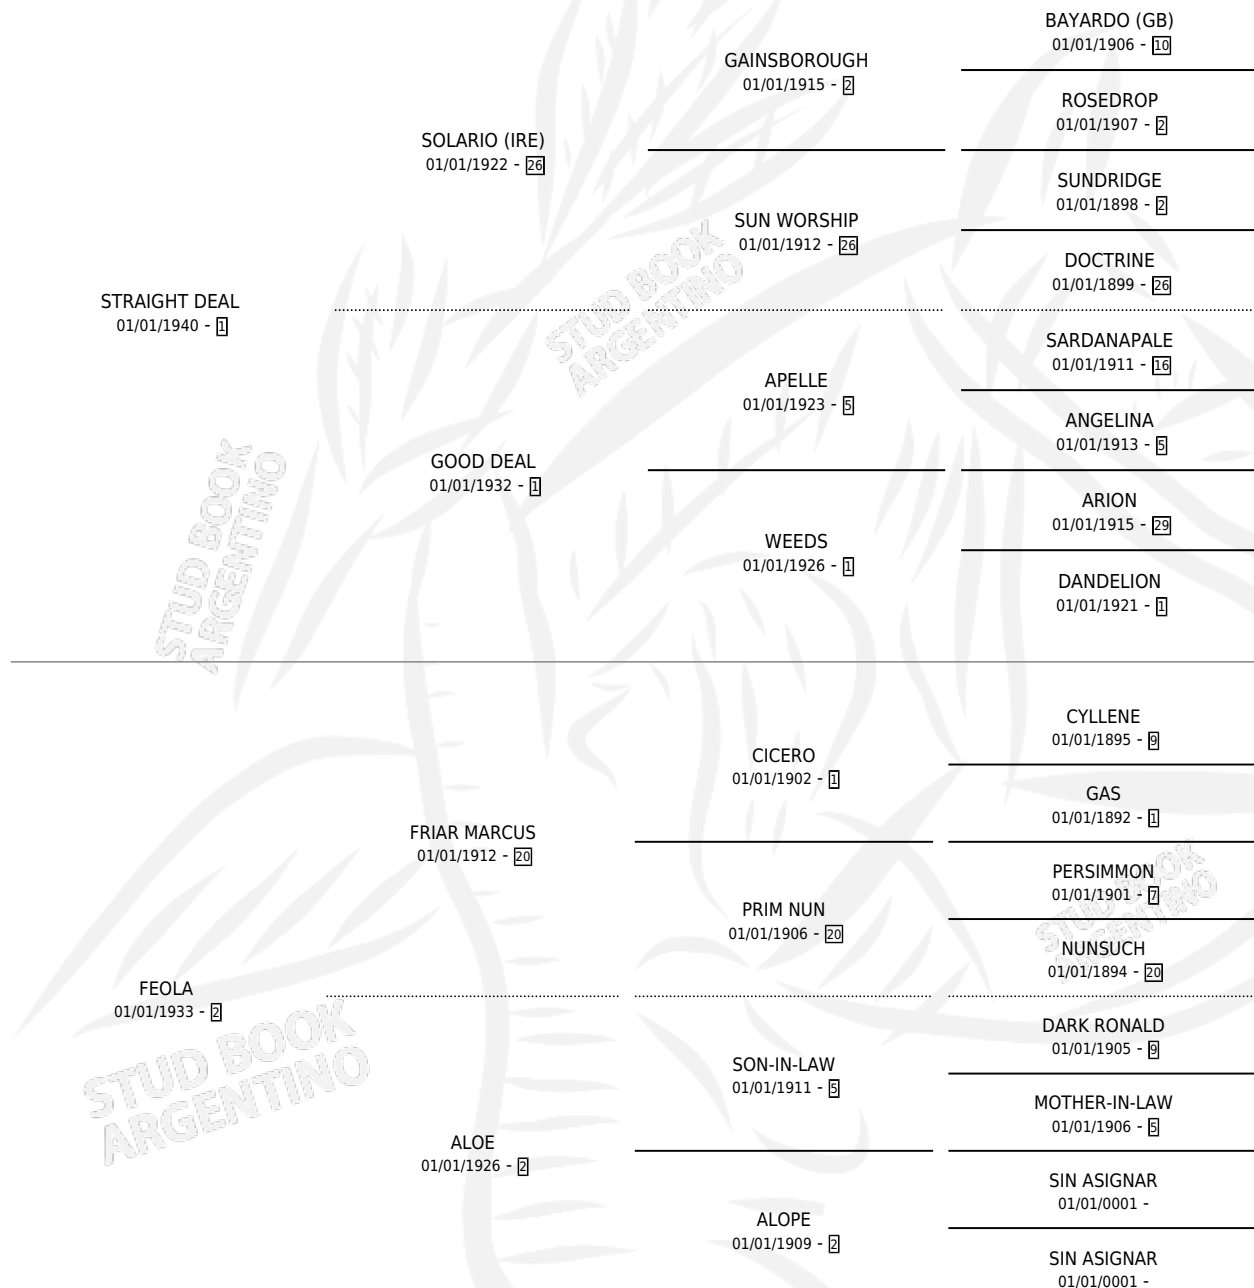 BAYARDO (GB)
01/01/1906 - 10
GAINSBOROUGH
01/01/1915 - 2
ROSEDROP
01/01/1907 - 2
SOLARIO (IRE)
01/01/1922 - 26
SUNDRIDGE
01/01/1898 - 2
SUN WORSHIP
01/01/1912 - 26
DOCTRINE
01/01/1899 - 26
STRAIGHT DEAL
01/01/1940 - 1
SARDANAPALE
01/01/1911 - 16
APELLE
01/01/1923 - 5
ANGELINA
01/01/1913 - 5
GOOD DEAL
01/01/1932 - 1
ARION
01/01/1915 - 29
WEEDS
01/01/1926 - 1
DANDELION
01/01/1921 - 1
CYLLENE
01/01/1895 - 9
CICERO
01/01/1902 - 1
GAS
01/01/1892 - 1
FRIAR MARCUS
01/01/1912 - 20
PERSIMMON
01/01/1901 - 7
PRIM NUN
01/01/1906 - 20
NUNSUCH
01/01/1894 - 20
FEOLA
01/01/1933 - 2
DARK RONALD
01/01/1905 - 9
SON-IN-LAW
01/01/1911 - 5
MOTHER-IN-LAW
01/01/1906 - 5
ALOE
01/01/1926 - 2
SIN ASIGNAR
01/01/0001 -
ALOPE
01/01/1909 - 2
SIN ASIGNAR
01/01/0001 -
STUD BOOK
ARGENTINO
STUD BOOK
ARGENTINO
STUD BOOK
ARGENTINO
STUD BOOK
ARGENTINO